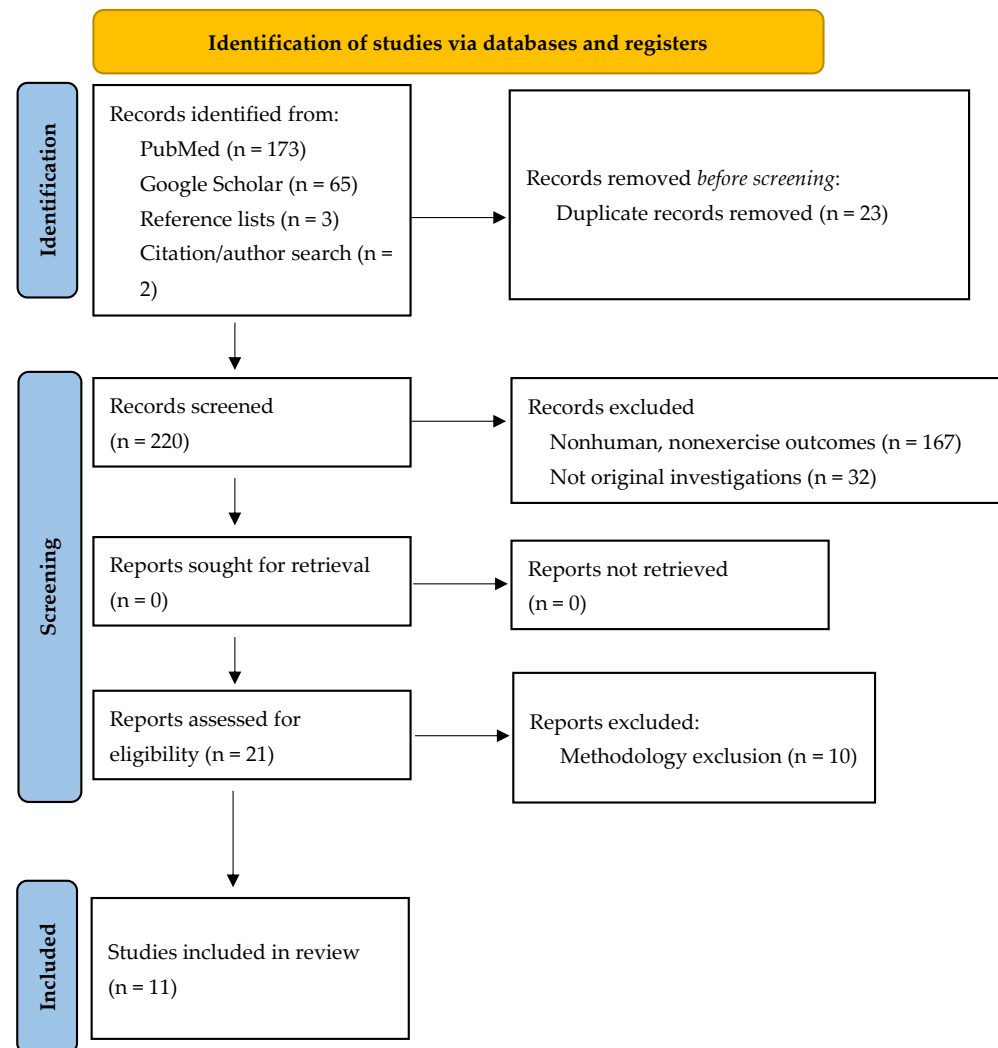 Identification of studies via databases and registers
Identification
Records identified from:
PubMed (n = 173)
Google Scholar (n = 65)
Reference lists (n = 3)
Citation/author search (n =
2)
Records removed before screening:
Duplicate records removed (n = 23)
Screening
Records screened
(n = 220)
Records excluded
Nonhuman, nonexercise outcomes (n = 167)
Not original investigations (n = 32)
Reports sought for retrieval
(n = 0)
Reports not retrieved
(n = 0)
Reports assessed for
eligibility (n = 21)
Reports excluded:
Methodology exclusion (n = 10)
Included
Studies included in review
(n = 11)